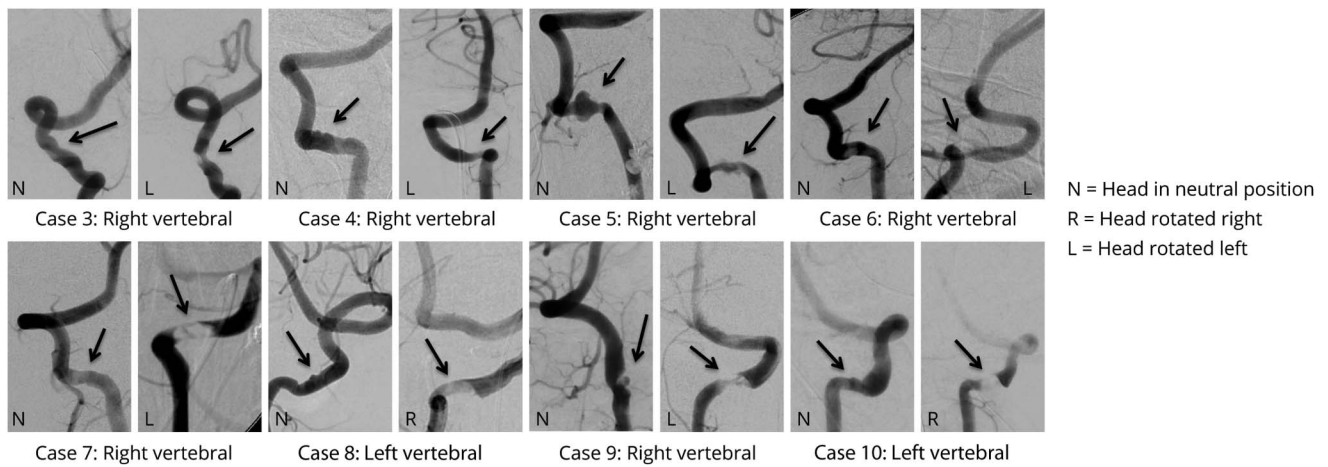 N L N L N L N L
Case 3: Right vertebral Case 4: Right vertebral Case 5: Right vertebral Case 6: Right vertebral
N = Head in neutral position
R = Head rotated right
L = Head rotated left
N L N R N L N R
Case 7: Right vertebral Case 8: Left vertebral Case 9: Right vertebral Case 10: Left vertebral